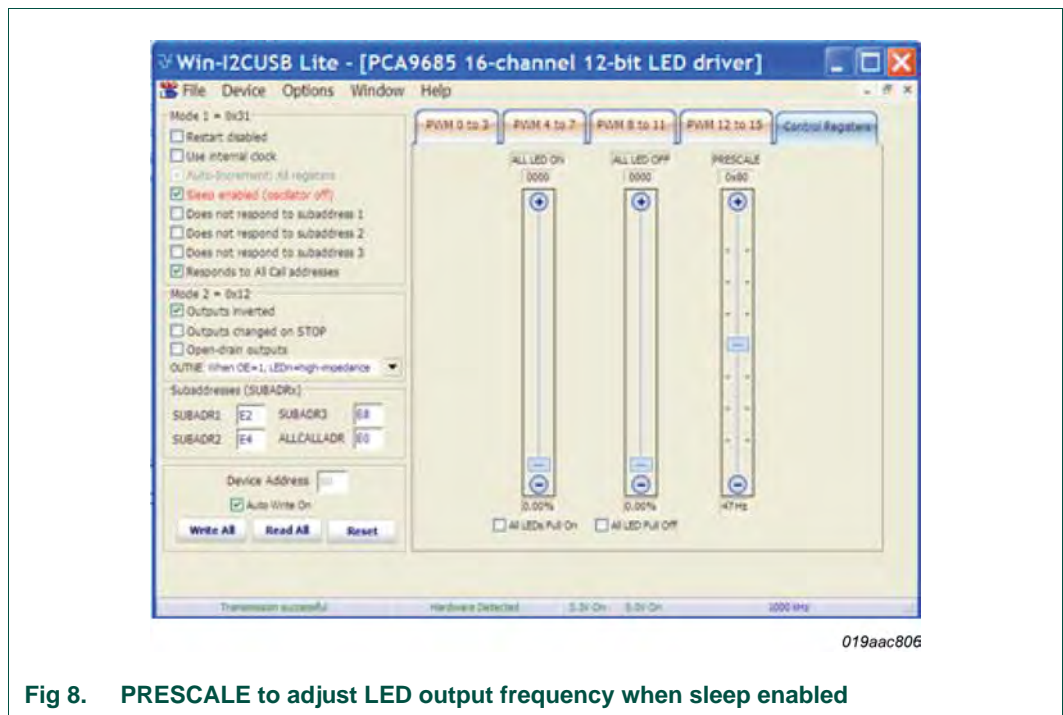 Win-I2CUSB Lite - [PCA9685 16-channel 12-bit LED driver]
File Device Options Window Help
Mode 1 = 0x31
Restart disabled
Use internal clock
Auto-Increment: All registers
Sleep enabled (oscillator off)
Does not respond to subaddress 1
Does not respond to subaddress 2
Does not respond to subaddress 3
Responds to All Call addresses
Mode 2 = 0x12
Outputs inverted
Outputs changed on STOP
Open-drain outputs
OUTNE: When OE=1, LEDn=high-impedance
Subaddresses (SUBADRx)
SUBADR1 E2 SUBADR3 E8
SUBADR2 E4 ALLCALLADR E0
Device Address
Auto Write On
Write All Read All Reset
PWM 0 to 3 PWM 4 to 7 PWM 8 to 11 PWM 12 to 15 Control Registers
ALL LED ON ALL LED OFF PRESCALE
0000 0000 0x80
0.00% 0.00% 47 Hz
All LEDs Full On All LED Full Off
Transmission successful Hardware Detected 3.3V On 5.0V On 1000 kHz
019aac806
Fig 8. PRESCALE to adjust LED output frequency when sleep enabled